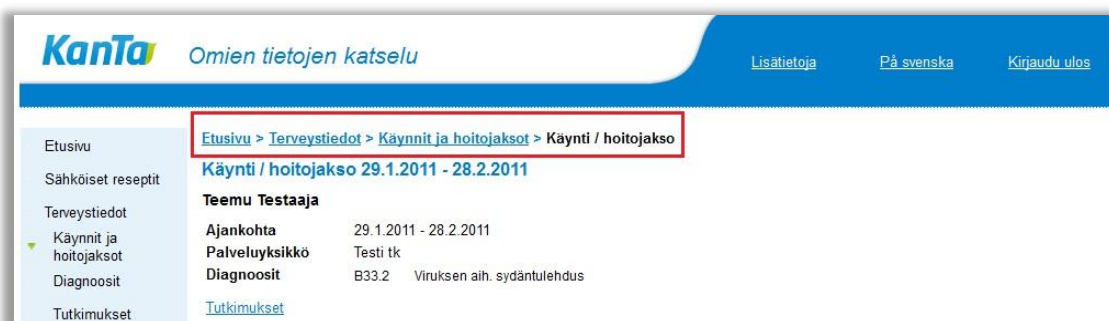 KanTa Omien tietojen katselu
Lisätietoja På svenska Kirjaudu ulos
Etusivu > Terveystiedot > Käynnit ja hoitojaksot > Käynti / hoitojakso
Etusivu
Sähköiset reseptit
Terveystiedot
Käynnit ja
hoitojaksot
Diagnoosit
Tutkimukset
Käynti / hoitojakso 29.1.2011 - 28.2.2011
Teemu Testaaja
Ajankohta 29.1.2011 - 28.2.2011
Palveluyksikkö Testi tk
Diagnoosit B33.2 Viruksen aih. sydäntulehdus
Tutkimukset